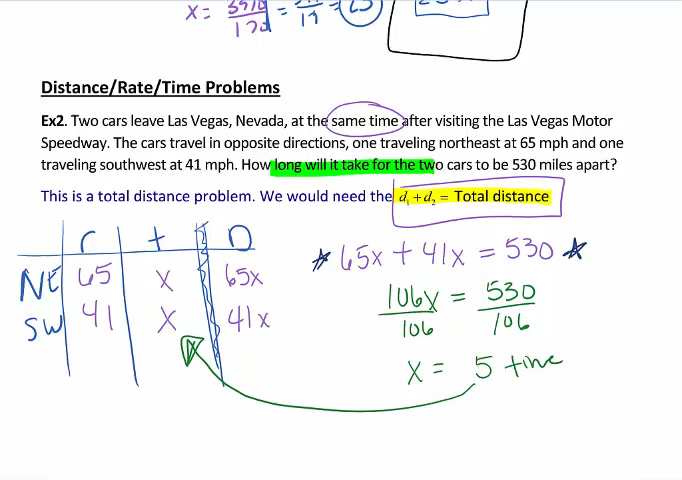 x = 3910/170 = /17 =
Distance/Rate/Time Problems
Ex2. Two cars leave Las Vegas, Nevada, at the same time after visiting the Las Vegas Motor
Speedway. The cars travel in opposite directions, one traveling northeast at 65 mph and one
traveling southwest at 41 mph. How long will it take for the two cars to be 530 miles apart?
This is a total distance problem. We would need the d₁ + d₂ = Total distance
r t D
NE 65 x 65x
SW 41 x 41x
65x + 41x = 530
106x = 530
106 106
x = 5 time